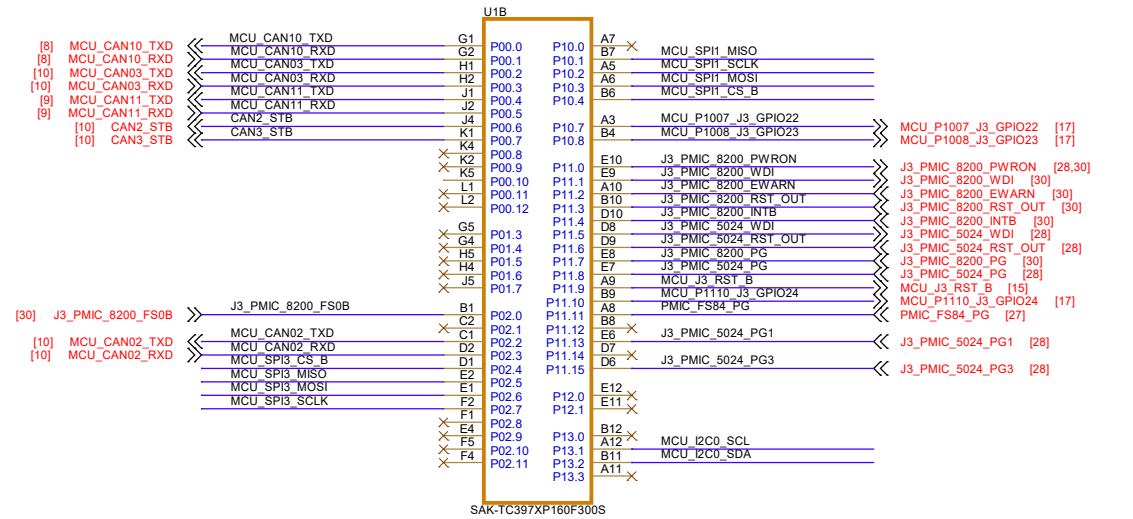 U1B
[8] MCU_CAN10_TXD MCU_CAN10_TXD G1 P00.0
[8] MCU_CAN10_RXD MCU_CAN10_RXD G2 P00.1
[10] MCU_CAN03_TXD MCU_CAN03_TXD H1 P00.2
[10] MCU_CAN03_RXD MCU_CAN03_RXD H2 P00.3
[9] MCU_CAN11_TXD MCU_CAN11_TXD J1 P00.4
[9] MCU_CAN11_RXD MCU_CAN11_RXD J2 P00.5
[10] CAN2_STB CAN2_STB J4 P00.6
[10] CAN3_STB CAN3_STB K1 P00.7
K4 P00.8
K2 P00.9
K5 P00.10
L1 P00.11
L2 P00.12
G5 P01.3
G4 P01.4
H5 P01.5
H4 P01.6
J5 P01.7
[30] J3_PMIC_8200_FS0B J3_PMIC_8200_FS0B B1 P02.0
C2 P02.1
[10] MCU_CAN02_TXD MCU_CAN02_TXD C1 P02.2
[10] MCU_CAN02_RXD MCU_CAN02_RXD D2 P02.3
MCU_SPI3_CS_B D1 P02.4
MCU_SPI3_MISO E2 P02.5
MCU_SPI3_MOSI E1 P02.6
MCU_SPI3_SCLK F2 P02.7
F1 P02.8
E4 P02.9
F5 P02.10
F4 P02.11
P10.0 A7
P10.1 B7 MCU_SPI1_MISO
P10.2 A5 MCU_SPI1_SCLK
P10.3 A6 MCU_SPI1_MOSI
P10.4 B6 MCU_SPI1_CS_B
P10.7 A3 MCU_P1007_J3_GPIO22 MCU_P1007_J3_GPIO22 [17]
P10.8 B4 MCU_P1008_J3_GPIO23 MCU_P1008_J3_GPIO23 [17]
P11.0 E10 J3_PMIC_8200_PWRON J3_PMIC_8200_PWRON [28,30]
P11.1 E9 J3_PMIC_8200_WDI J3_PMIC_8200_WDI [30]
P11.2 A10 J3_PMIC_8200_EWARN J3_PMIC_8200_EWARN [30]
P11.3 B10 J3_PMIC_8200_RST_OUT J3_PMIC_8200_RST_OUT [30]
P11.4 D10 J3_PMIC_8200_INTB J3_PMIC_8200_INTB [30]
P11.5 D8 J3_PMIC_5024_WDI J3_PMIC_5024_WDI [28]
P11.6 D9 J3_PMIC_5024_RST_OUT J3_PMIC_5024_RST_OUT [28]
P11.7 E8 J3_PMIC_8200_PG J3_PMIC_8200_PG [30]
P11.8 E7 J3_PMIC_5024_PG J3_PMIC_5024_PG [28]
P11.9 A9 MCU_J3_RST_B MCU_J3_RST_B [15]
P11.10 B9 MCU_P1110_J3_GPIO24 MCU_P1110_J3_GPIO24 [17]
P11.11 A8 PMIC_FS84_PG PMIC_FS84_PG [27]
P11.12 B8
P11.13 E6 J3_PMIC_5024_PG1 J3_PMIC_5024_PG1 [28]
P11.14 D7
P11.15 D6 J3_PMIC_5024_PG3 J3_PMIC_5024_PG3 [28]
P12.0 E12
P12.1 E11
P13.0 B12
P13.1 A12 MCU_I2C0_SCL
P13.2 B11 MCU_I2C0_SDA
P13.3 A11
SAK-TC397XP160F300S